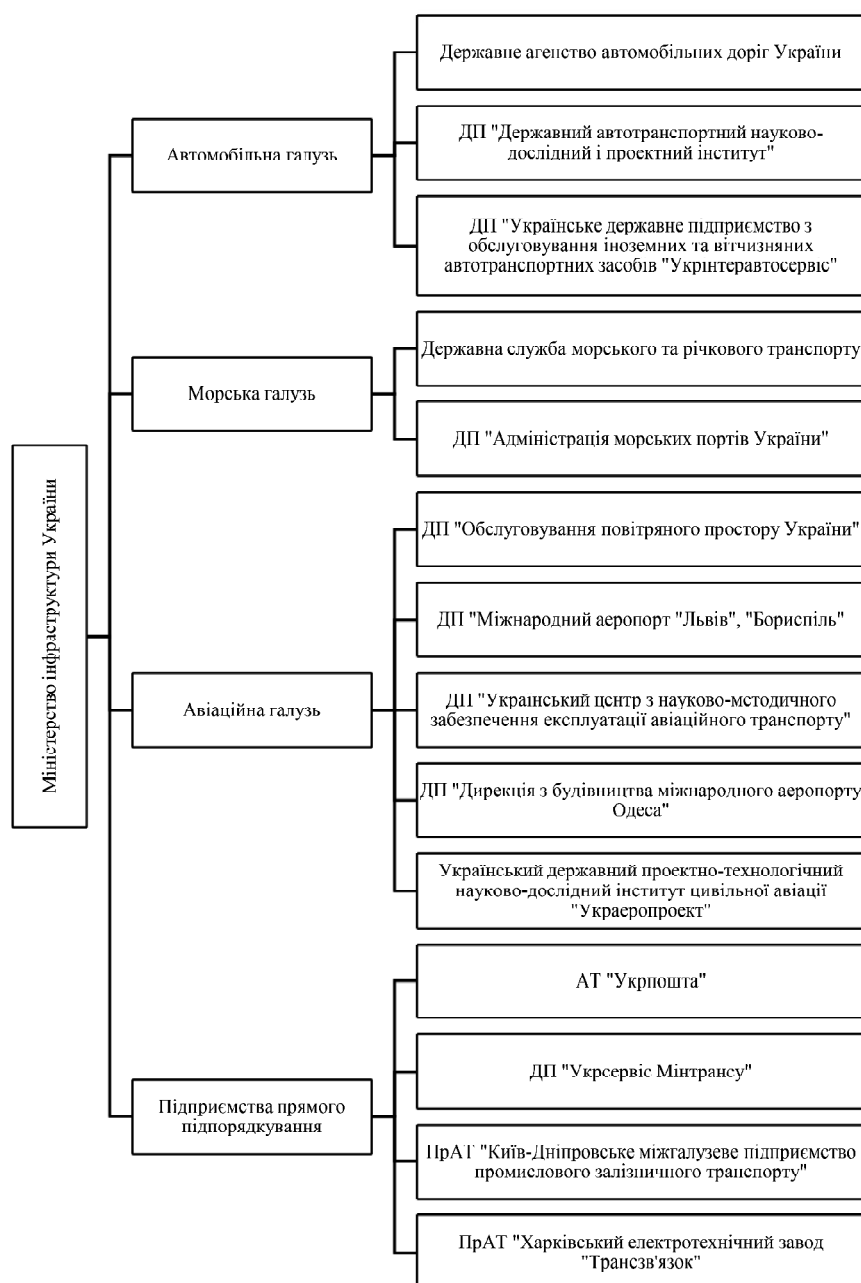 Міністерство інфраструктури України
Автомобільна галузь
Державне агенство автомобільних доріг України
ДП "Державний автотранспортний науково-
дослідний і проектний інститут"
ДП "Українське державне підприємство з
обслуговування іноземних та вітчизняних
автотранспортних засобів "Укрінтеравтосервіс"
Морська галузь
Державна служба морського та річкового транспорту
ДП "Адміністрація морських портів України"
Авіаційна галузь
ДП "Обслуговування повітряного простору України"
ДП "Міжнародний аеропорт "Львів", "Бориспіль"
ДП "Український центр з науково-методичного
забезпечення експлуатації авіаційного транспорту"
ДП "Дирекція з будівництва міжнародного аеропорту
Одеса"
Український державний проектно-технологічний
науково-дослідний інститут цивільної авіації
"Украеропроект"
Підприємства прямого
підпорядкування
АТ "Укрпошта"
ДП "Укрсервіс Мінтрансу"
ПрАТ "Київ-Дніпровське міжгалузеве підприємство
промислового залізничного транспорту"
ПрАТ "Харківський електротехнічний завод
"Трансзв'язок"